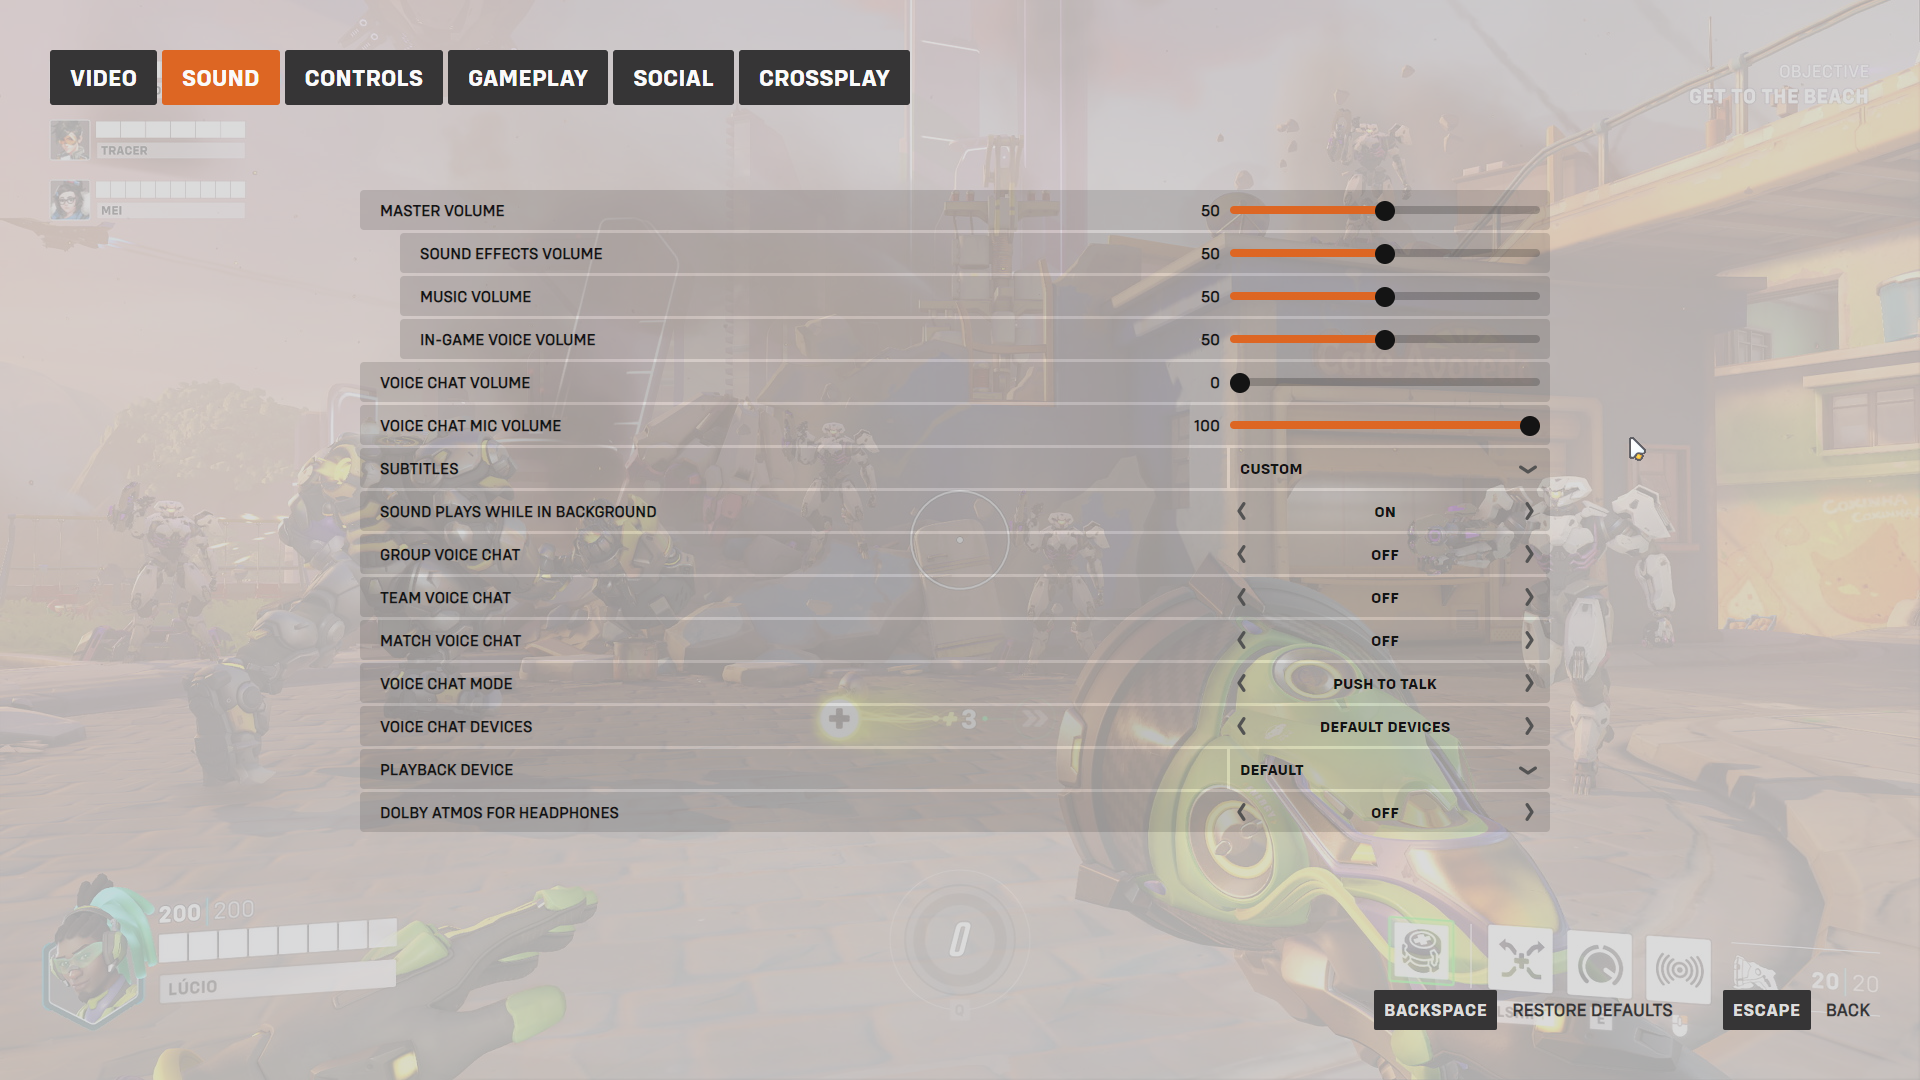 VIDEO SOUND CONTROLS GAMEPLAY SOCIAL CROSSPLAY
OBJECTIVE
GET TO THE BEACH
TRACER
MEI
MASTER VOLUME 50
SOUND EFFECTS VOLUME 50
MUSIC VOLUME 50
IN-GAME VOICE VOLUME 50
VOICE CHAT VOLUME 0
VOICE CHAT MIC VOLUME 100
SUBTITLES CUSTOM
SOUND PLAYS WHILE IN BACKGROUND ON
GROUP VOICE CHAT OFF
TEAM VOICE CHAT OFF
MATCH VOICE CHAT OFF
VOICE CHAT MODE PUSH TO TALK
VOICE CHAT DEVICES DEFAULT DEVICES
+3
PLAYBACK DEVICE DEFAULT
DOLBY ATMOS FOR HEADPHONES OFF
200 200
LÚCIO
0
Q
20 20
E
BACKSPACE RESTORE DEFAULTS ESCAPE BACK